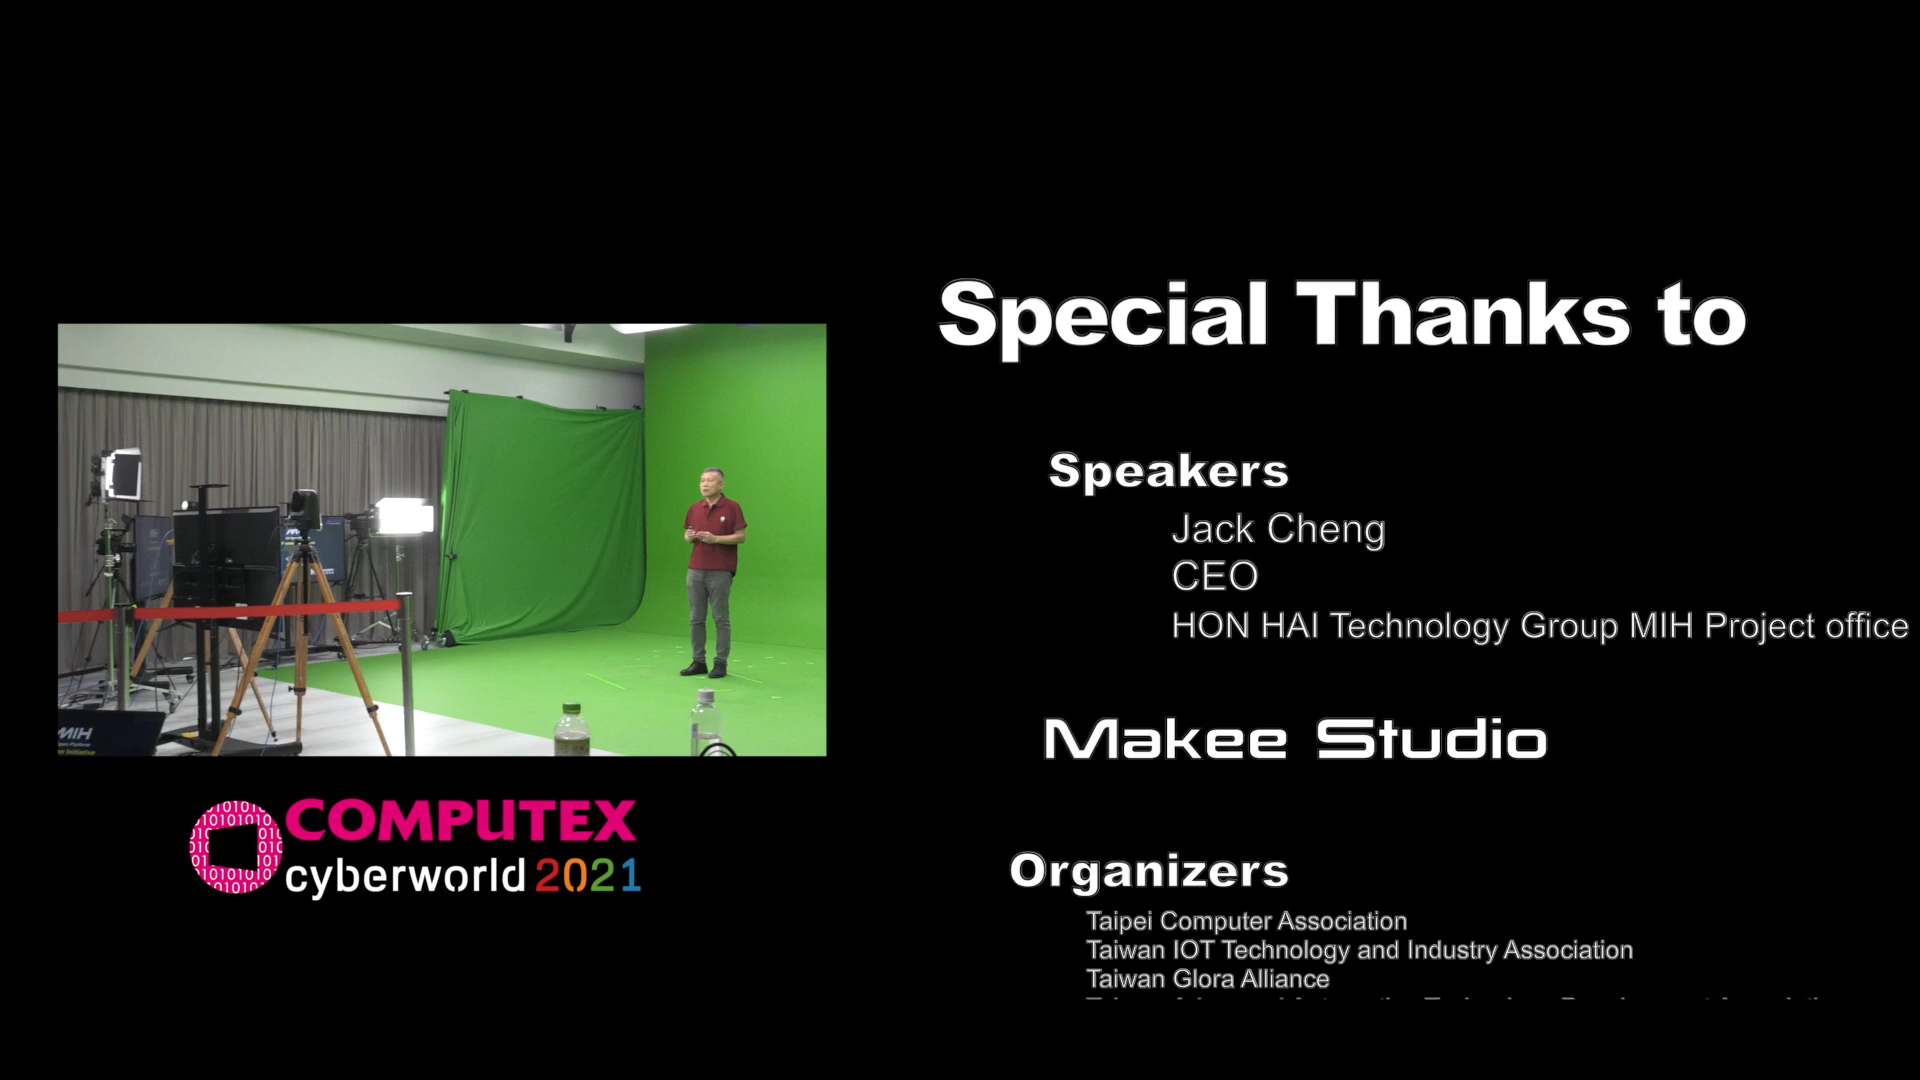 Special Thanks to
Speakers
Jack Cheng
CEO
HON HAI Technology Group MIH Project office
Makee Studio
Organizers
Taipei Computer Association
Taiwan IOT Technology and Industry Association
Taiwan Glora Alliance
MIH
COMPUTEX
cyberworld 2021